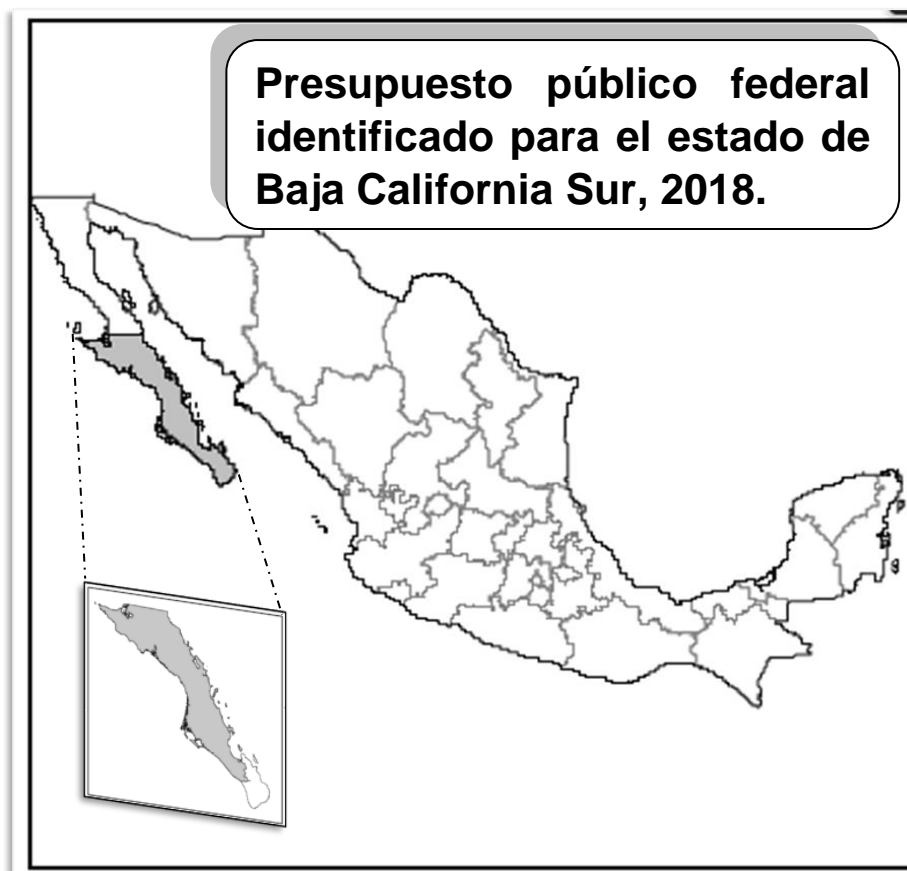 Presupuesto público federal
identificado para el estado de
Baja California Sur, 2018.